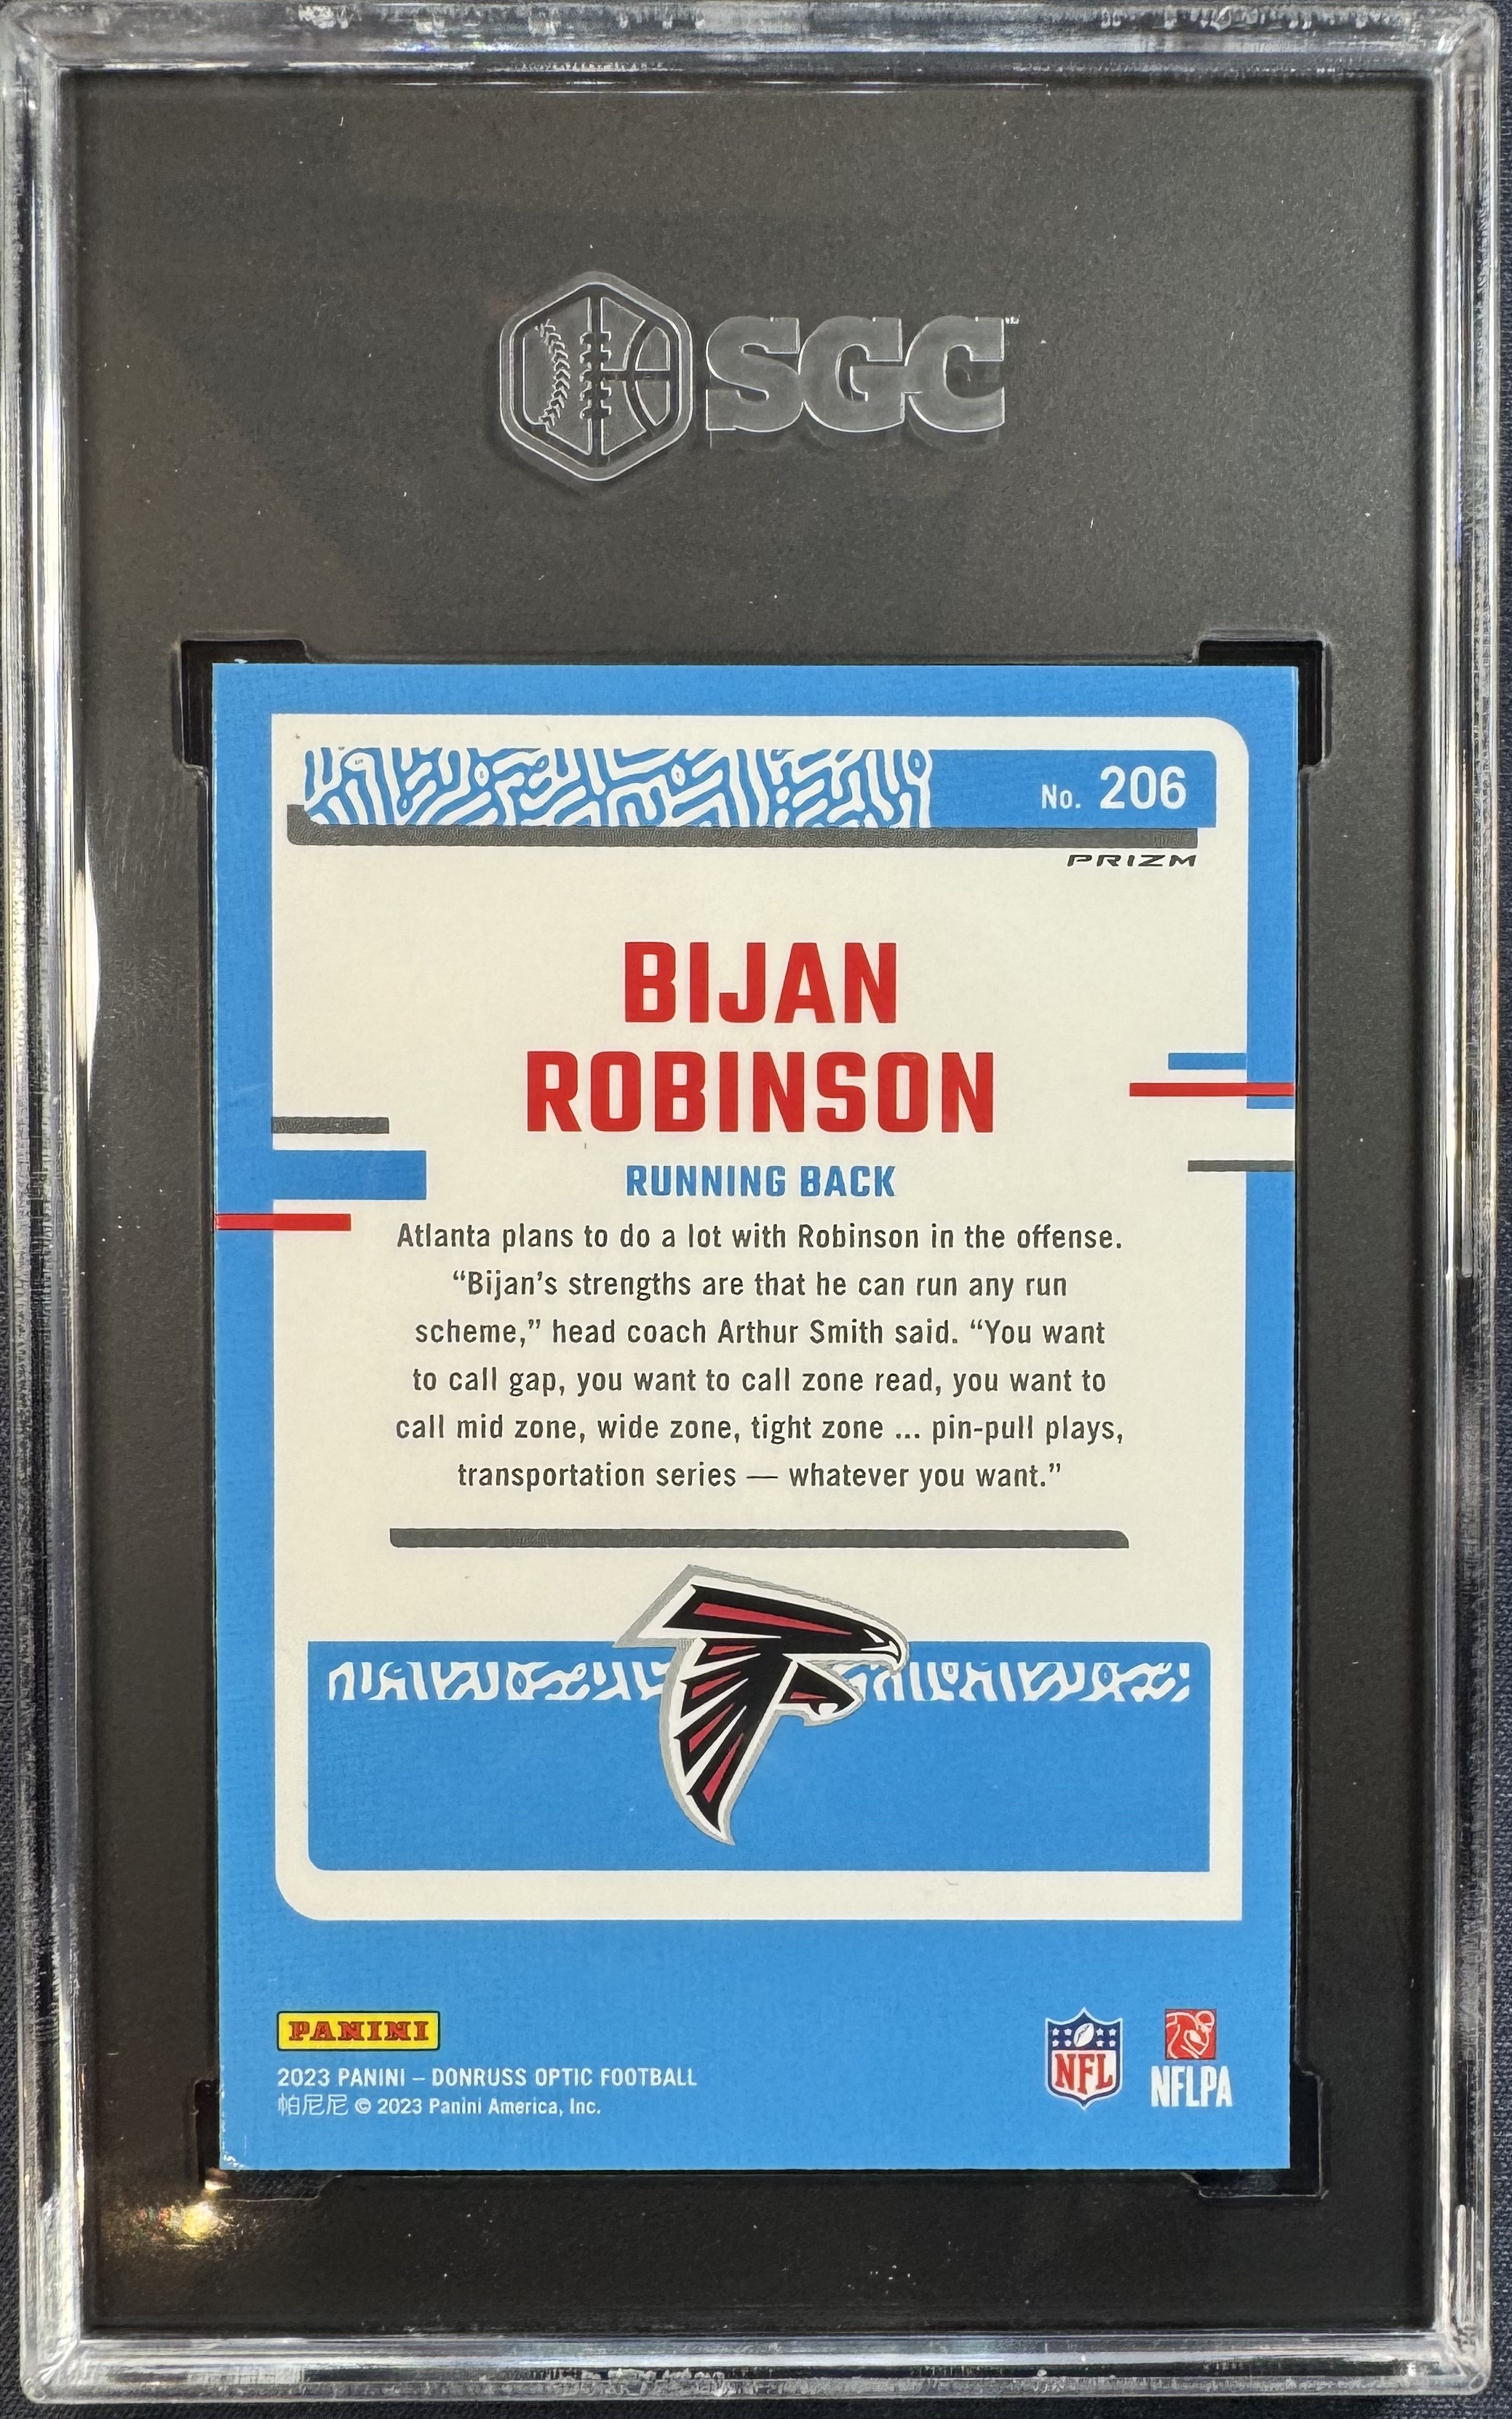 SGC
No. 206
PRIZM
BIJAN
ROBINSON
RUNNING BACK
Atlanta plans to do a lot with Robinson in the offense.
“Bijan’s strengths are that he can run any run
scheme,” head coach Arthur Smith said. “You want
to call gap, you want to call zone read, you want to
call mid zone, wide zone, tight zone ... pin-pull plays,
transportation series — whatever you want.”
PANINI
2023 PANINI – DONRUSS OPTIC FOOTBALL
帕尼尼 © 2023 Panini America, Inc.
NFL
NFLPA